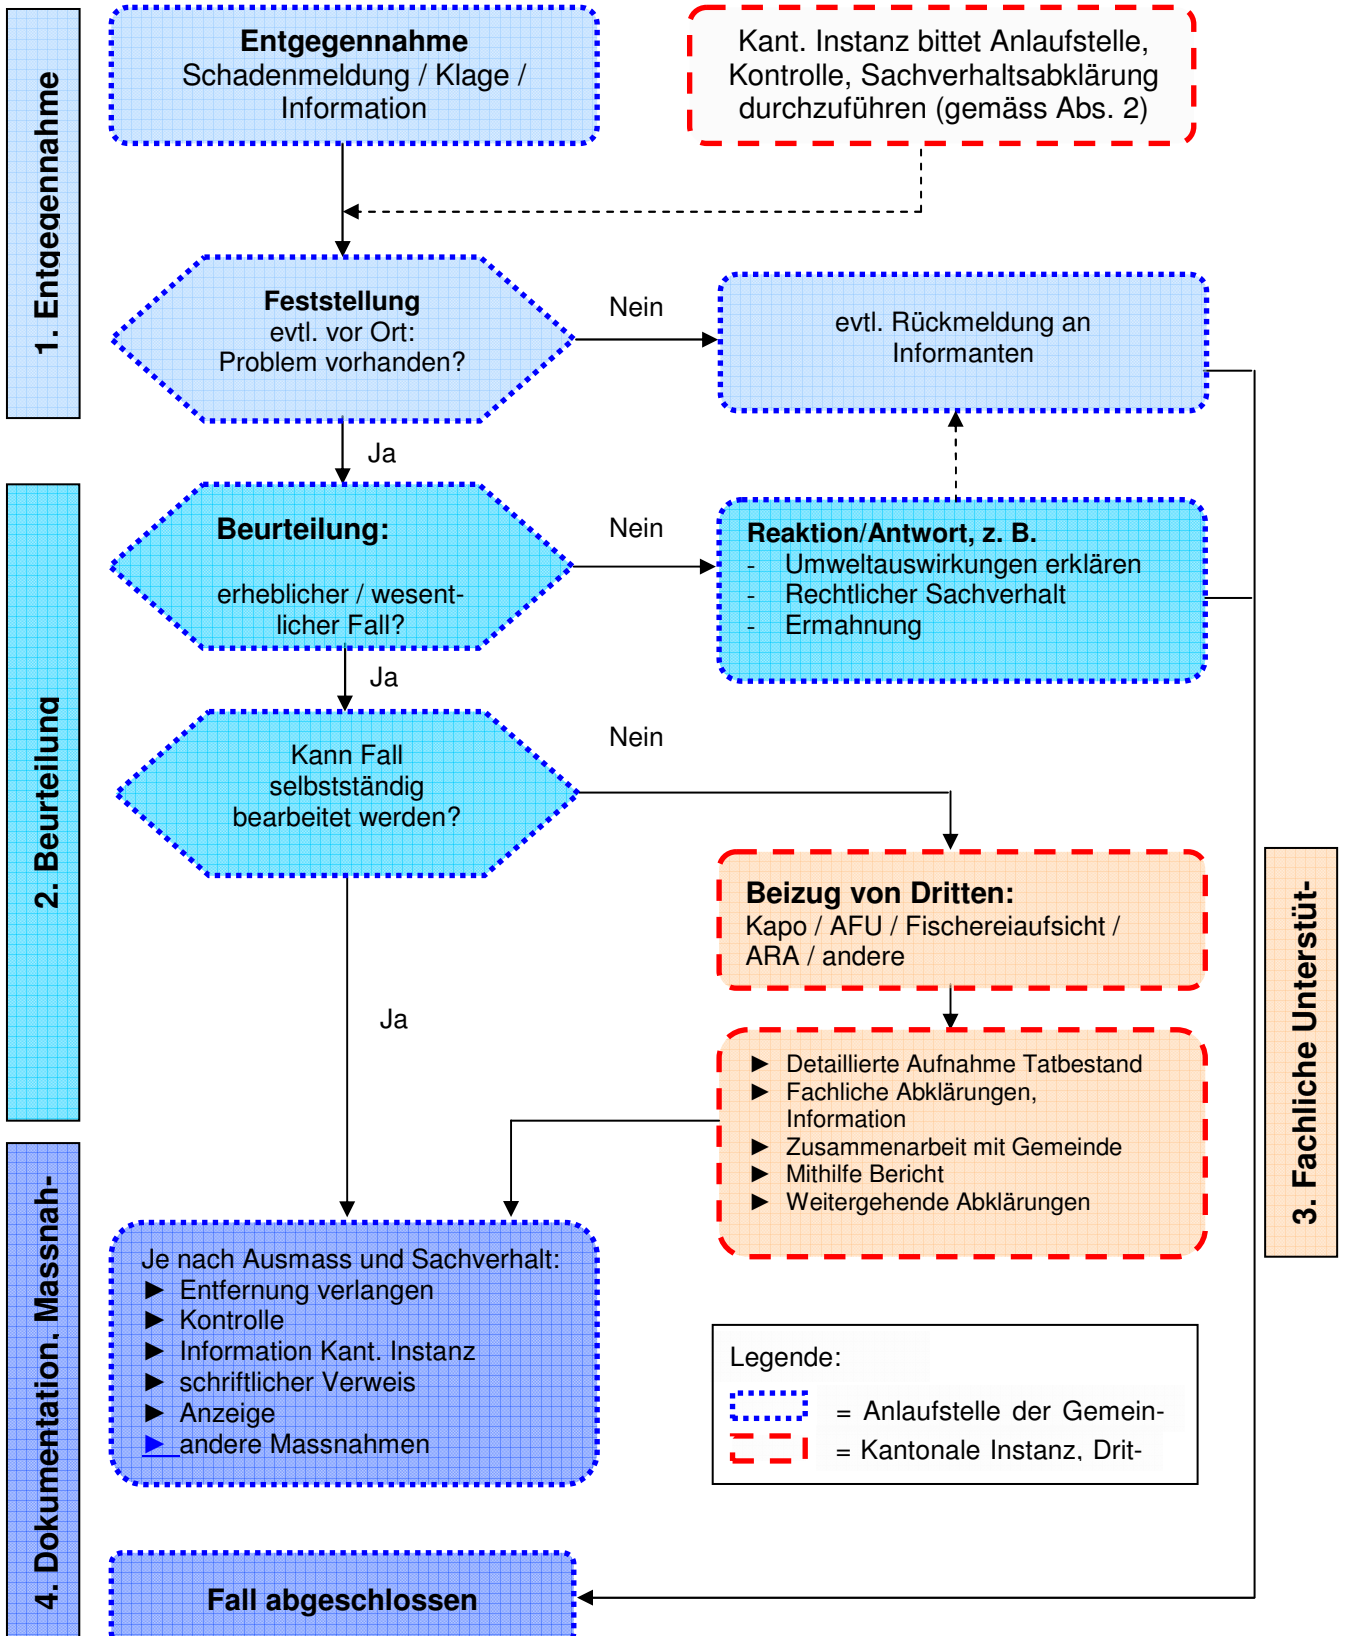 1. Entgegennahme
Entgegennahme
Schadenmeldung / Klage /
Information
Kant. Instanz bittet Anlaufstelle,
Kontrolle, Sachverhaltsabklärung
durchzuführen (gemäss Abs. 2)
Feststellung
evtl. vor Ort:
Problem vorhanden?
Nein
evtl. Rückmeldung an
Informanten
Ja
2. Beurteilung
Beurteilung:
erheblicher / wesent-
licher Fall?
Nein
Reaktion/Antwort, z. B.
- Umweltauswirkungen erklären
- Rechtlicher Sachverhalt
- Ermahnung
Ja
Kann Fall
selbstständig
bearbeitet werden?
Nein
Ja
3. Fachliche Unterstüt-
Beizug von Dritten:
Kapo / AFU / Fischereiaufsicht /
ARA / andere
► Detaillierte Aufnahme Tatbestand
► Fachliche Abklärungen,
Information
► Zusammenarbeit mit Gemeinde
► Mithilfe Bericht
► Weitergehende Abklärungen
4. Dokumentation, Massnah-
Je nach Ausmass und Sachverhalt:
► Entfernung verlangen
► Kontrolle
► Information Kant. Instanz
► schriftlicher Verweis
► Anzeige
► andere Massnahmen
Legende:
= Anlaufstelle der Gemein-
= Kantonale Instanz, Drit-
Fall abgeschlossen